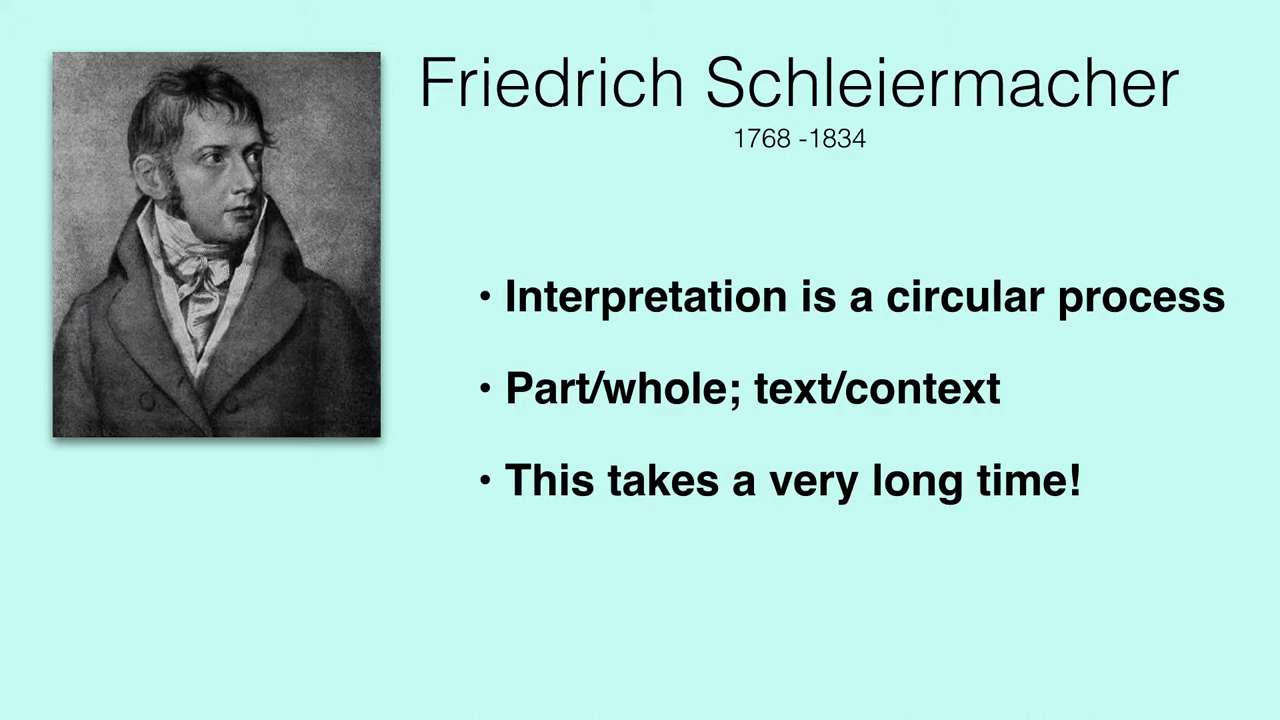 Friedrich Schleiermacher
1768 -1834
• Interpretation is a circular process
• Part/whole; text/context
• This takes a very long time!